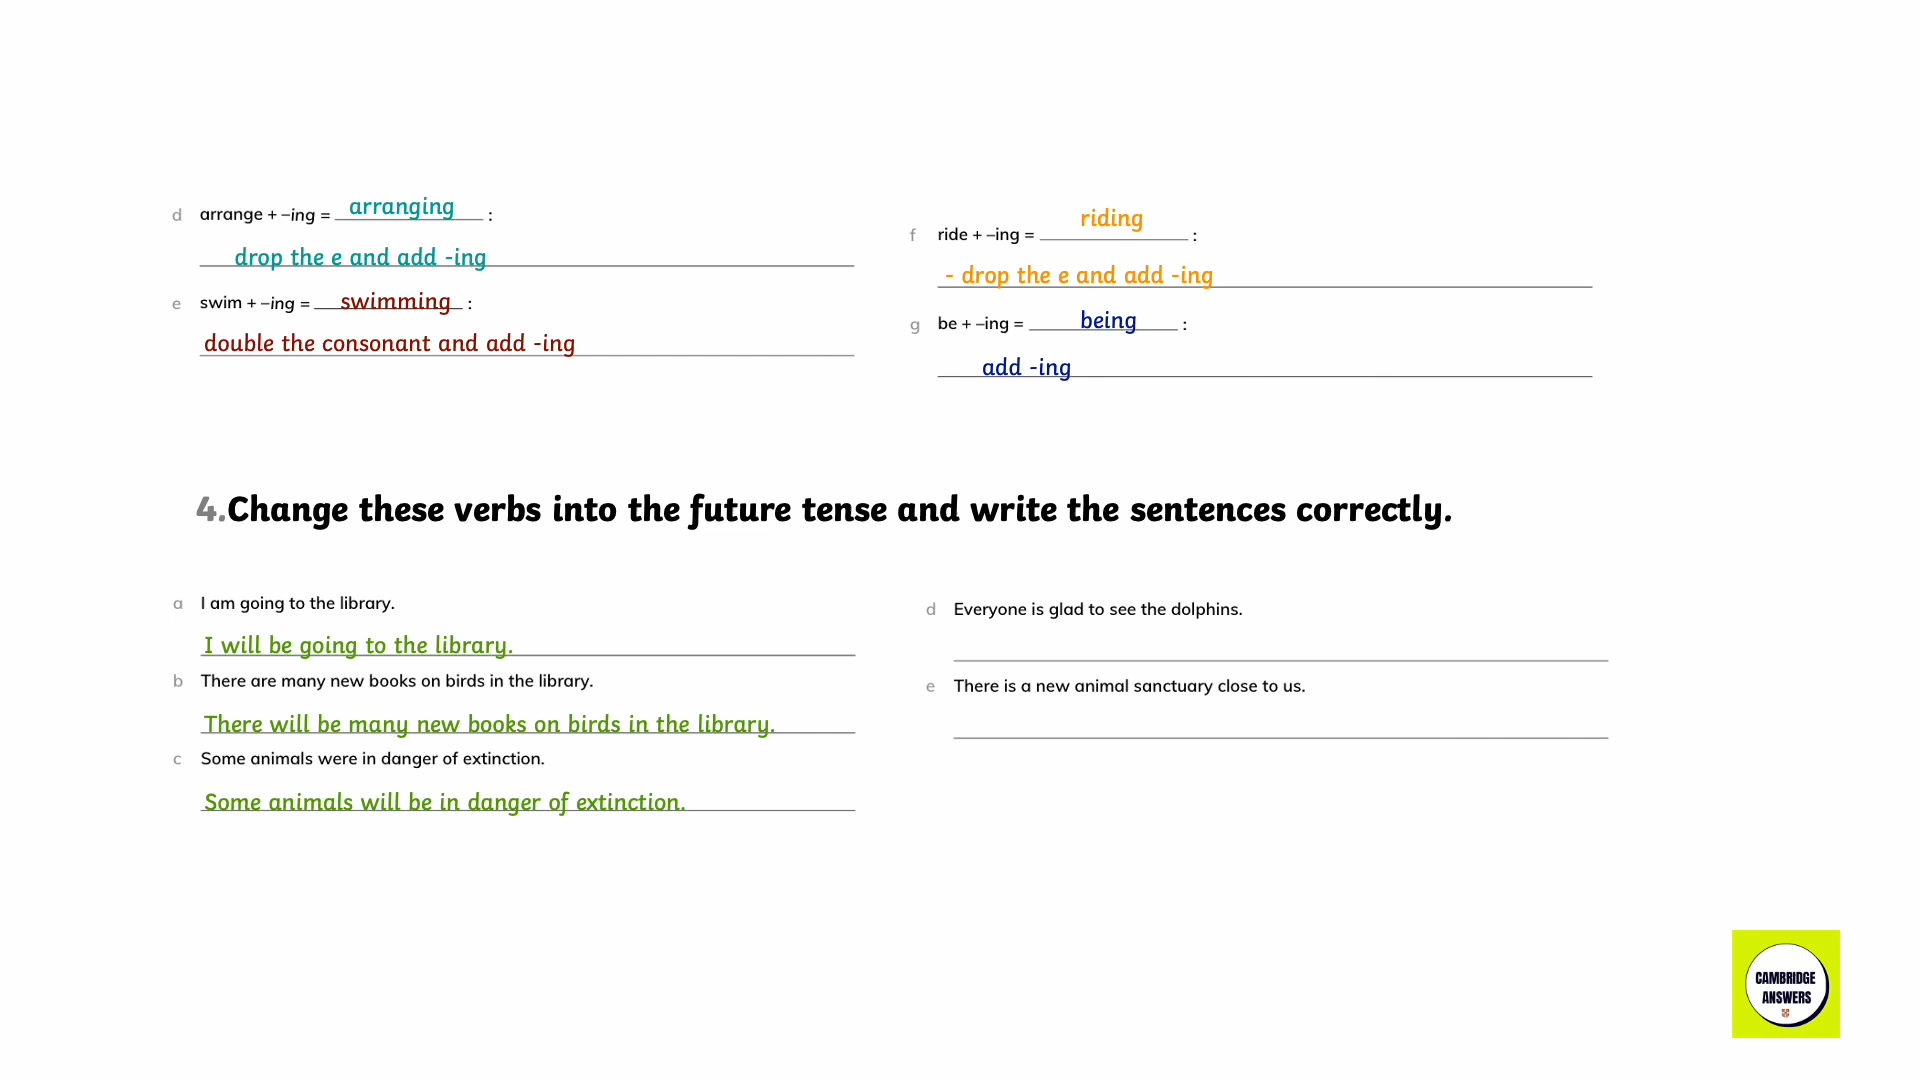 d arrange + –ing = arranging :
drop the e and add -ing
e swim + –ing = swimming :
double the consonant and add -ing
f ride + –ing = riding :
- drop the e and add -ing
g be + –ing = being :
add -ing
4.Change these verbs into the future tense and write the sentences correctly.
a I am going to the library.
I will be going to the library.
b There are many new books on birds in the library.
There will be many new books on birds in the library.
c Some animals were in danger of extinction.
Some animals will be in danger of extinction.
d Everyone is glad to see the dolphins.
e There is a new animal sanctuary close to us.
CAMBRIDGE
ANSWERS